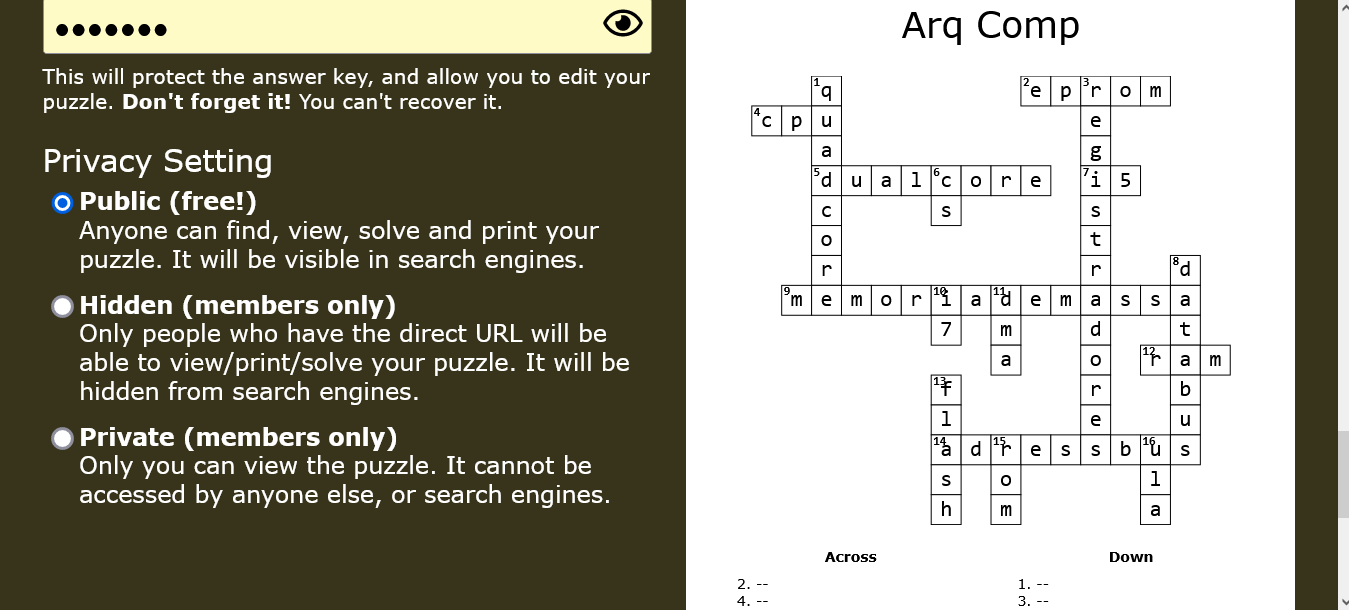 •••••••
This will protect the answer key, and allow you to edit your
puzzle. Don't forget it! You can't recover it.
Privacy Setting
Public (free!)
Anyone can find, view, solve and print your
puzzle. It will be visible in search engines.
Hidden (members only)
Only people who have the direct URL will be
able to view/print/solve your puzzle. It will be
hidden from search engines.
Private (members only)
Only you can view the puzzle. It cannot be
accessed by anyone else, or search engines.
Arq Comp
1 q 2 e p 3 r o m
4 c p u e
a g
5 d u a l 6 c o r e 7 i 5
c s s
o t
r r 8 d
9 m e m o r 10 i a 11 d e m a s s a
7 m d t
a o 12 r a m
13 f r b
l e u
14 a d 15 r e s s b 16 u s
s o l
h m a
Across
2. --
4. --
Down
1. --
3. --